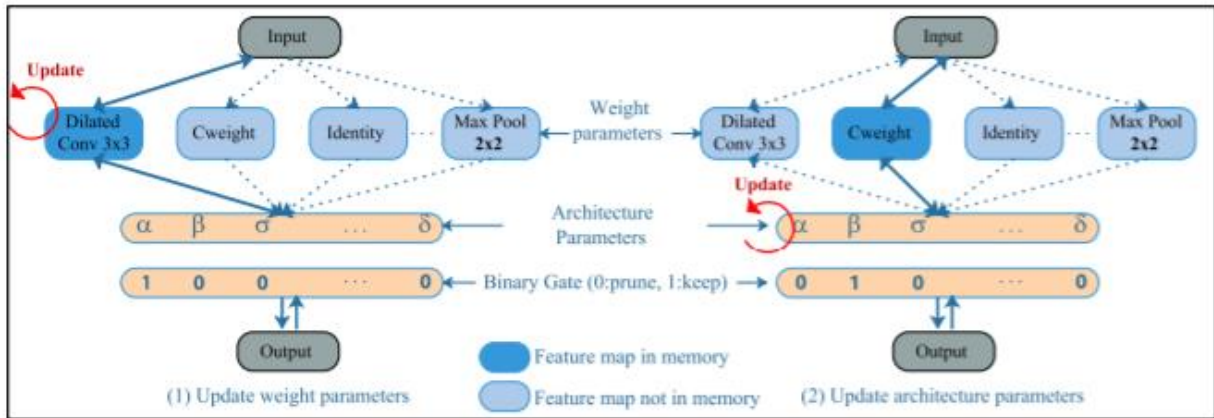 Input
Update
Dilated
Conv 3x3
Cweight
Identity
...
Max Pool
2x2
α β σ ... δ
1 0 0 ... 0
Output
(1) Update weight parameters
Weight
parameters
Architecture
Parameters
Binary Gate (0:prune, 1:keep)
Feature map in memory
Feature map not in memory
Input
Dilated
Conv 3x3
Cweight
Identity
...
Max Pool
2x2
Update
α β σ ... δ
0 1 0 ... 0
Output
(2) Update architecture parameters